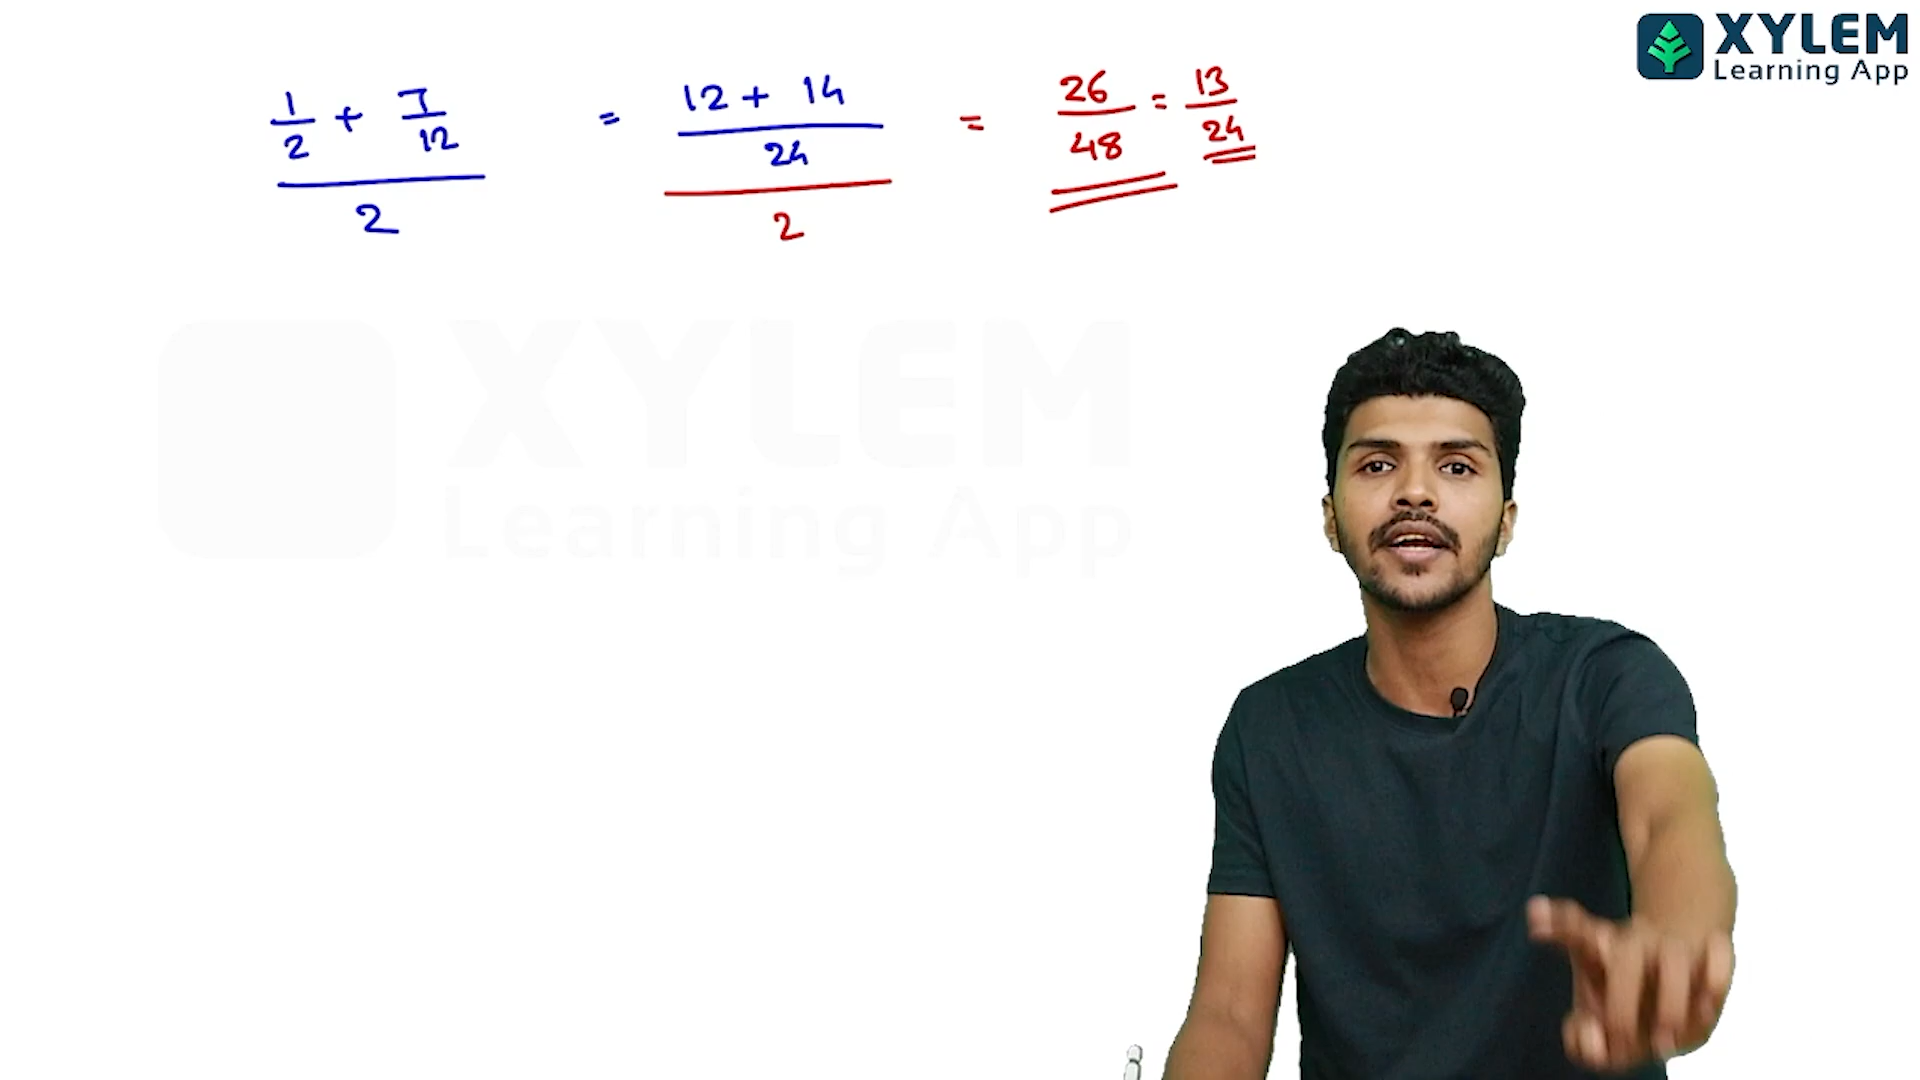 XYLEM
Learning App
1/2 + 7/12 / 2 = 12 + 14 / 24 / 2 = 26/48 = 13/24
XYLEM
Learning App